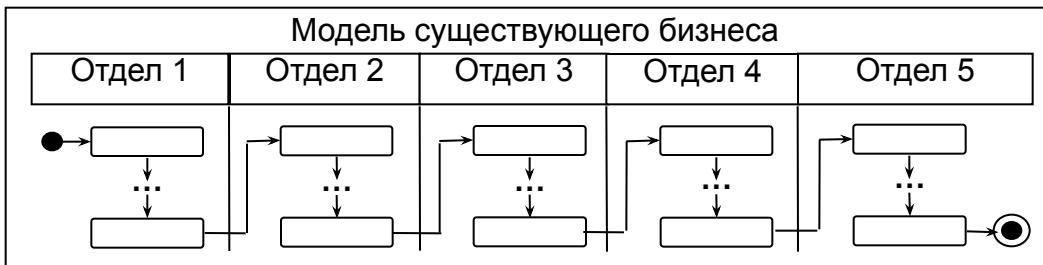 Модель существующего бизнеса
Отдел 1 Отдел 2 Отдел 3 Отдел 4 Отдел 5
... ... ... ... ...